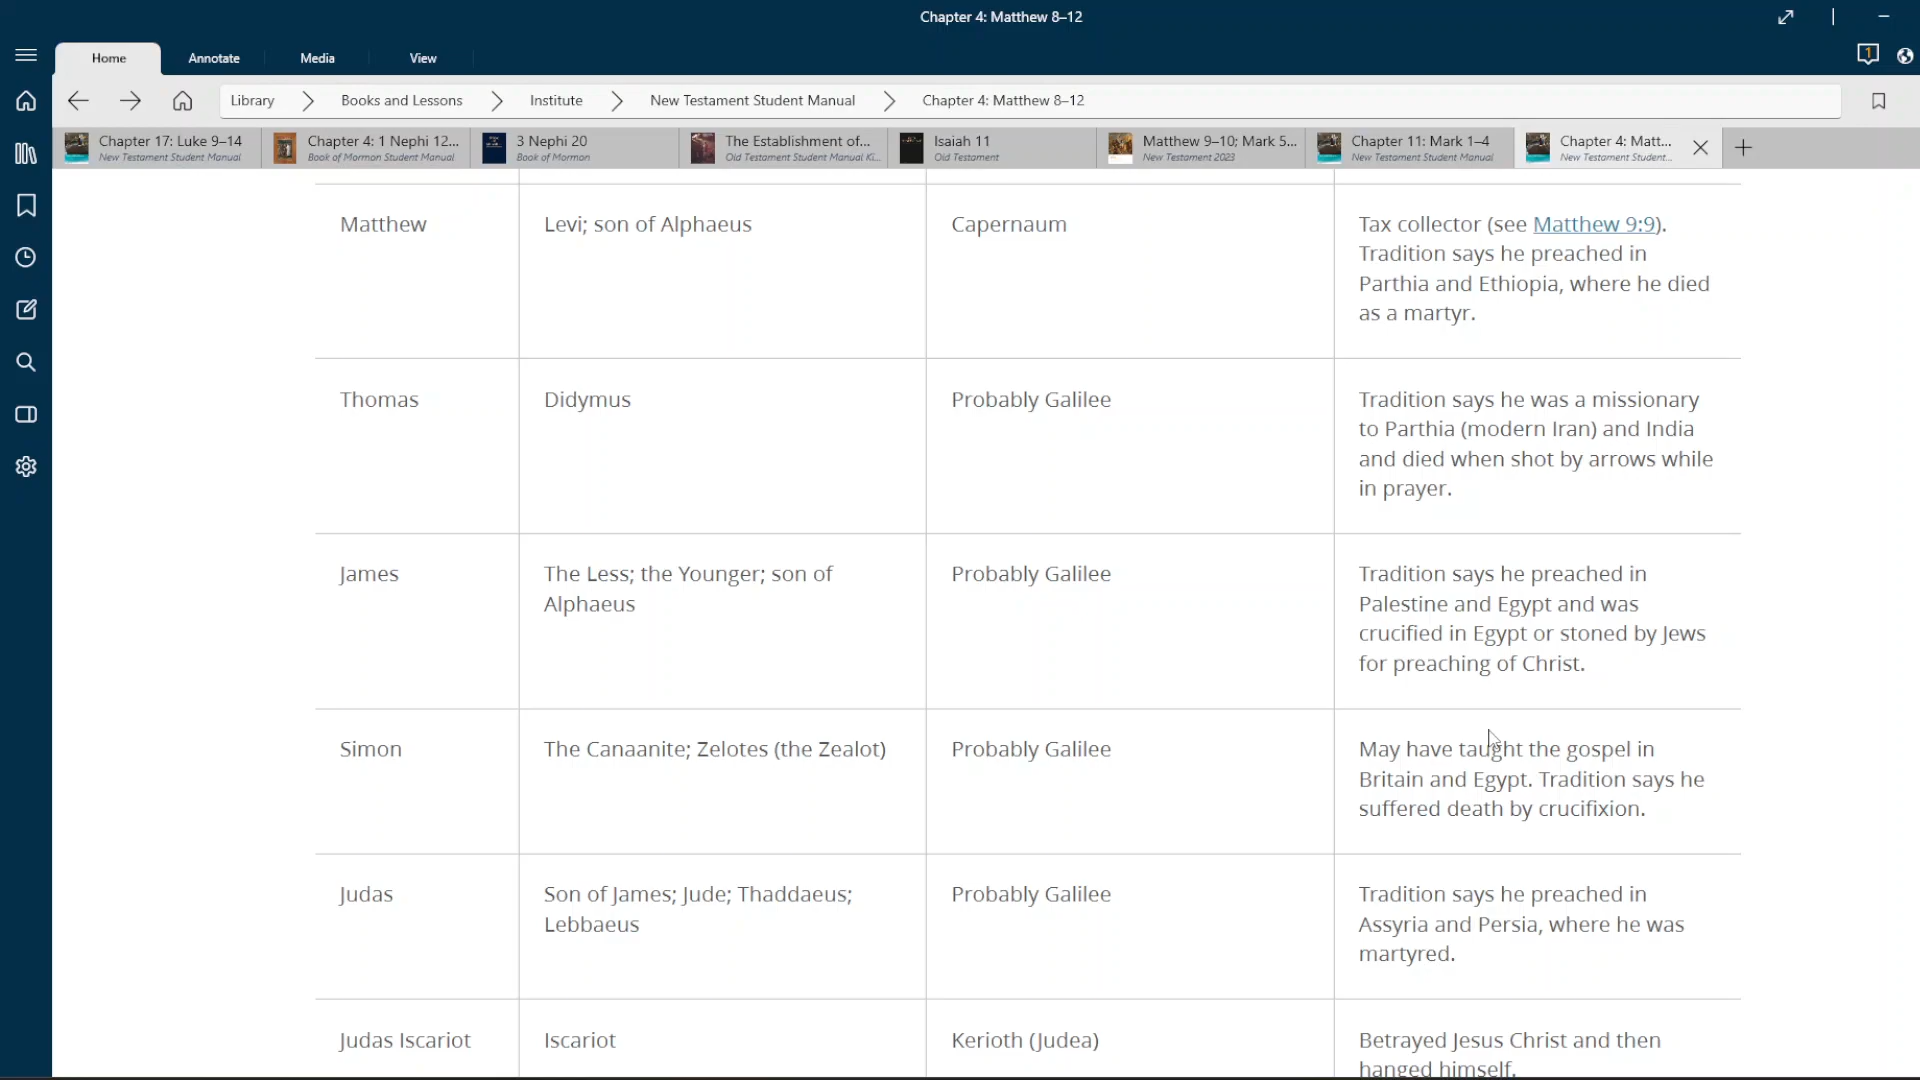 Chapter 4: Matthew 8–12
Home
Annotate
Media
View
1
Library
Books and Lessons
Institute
New Testament Student Manual
Chapter 4: Matthew 8–12
Chapter 17: Luke 9–14
New Testament Student Manual
Chapter 4: 1 Nephi 12...
Book of Mormon Student Manual
3 Nephi 20
Book of Mormon
The Establishment of...
Old Testament Student Manual Ki...
Isaiah 11
Old Testament
Matthew 9–10; Mark 5...
New Testament 2023
Chapter 11: Mark 1–4
New Testament Student Manual
Chapter 4: Matt...
New Testament Student...
Matthew
Levi; son of Alphaeus
Capernaum
Tax collector (see Matthew 9:9).
Tradition says he preached in
Parthia and Ethiopia, where he died
as a martyr.
Thomas
Didymus
Probably Galilee
Tradition says he was a missionary
to Parthia (modern Iran) and India
and died when shot by arrows while
in prayer.
James
The Less; the Younger; son of
Alphaeus
Probably Galilee
Tradition says he preached in
Palestine and Egypt and was
crucified in Egypt or stoned by Jews
for preaching of Christ.
Simon
The Canaanite; Zelotes (the Zealot)
Probably Galilee
May have taught the gospel in
Britain and Egypt. Tradition says he
suffered death by crucifixion.
Judas
Son of James; Jude; Thaddaeus;
Lebbaeus
Probably Galilee
Tradition says he preached in
Assyria and Persia, where he was
martyred.
Judas Iscariot
Iscariot
Kerioth (Judea)
Betrayed Jesus Christ and then
hanged himself.